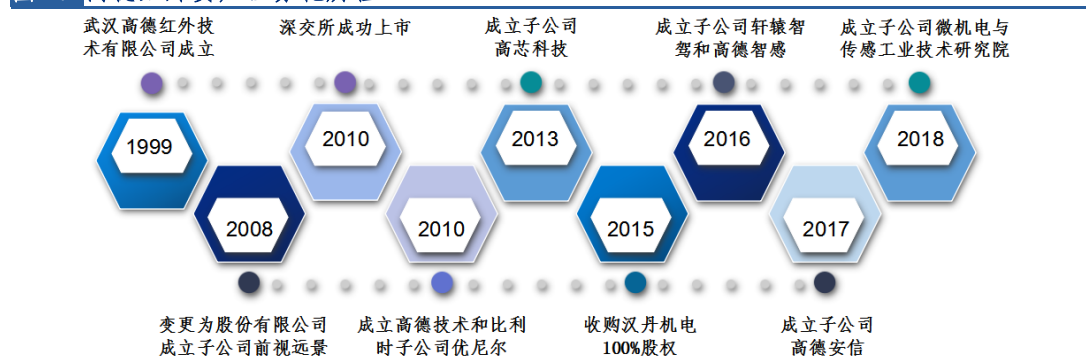 武汉高德红外技
术有限公司成立
深交所成功上市
成立子公司
高芯科技
成立子公司轩辕智
驾和高德智感
成立子公司微机电与
传感工业技术研究院
1999
2010
2013
2016
2018
2008
2010
2015
2017
变更为股份有限公司
成立子公司前视远景
成立高德技术和比利
时子公司优尼尔
收购汉丹机电
100%股权
成立子公司
高德安信